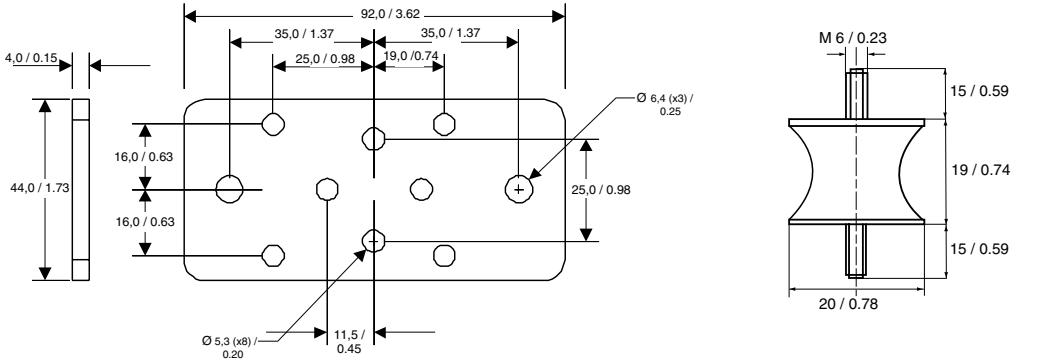 92,0 / 3.62
35,0 / 1.37
35,0 / 1.37
4,0 / 0.15
25,0 / 0.98
19,0 /0.74
Ø 6,4 (x3) /
0.25
16,0 / 0.63
44,0 / 1.73
25,0 / 0.98
16,0 / 0.63
Ø 5,3 (x8) /
0.20
11,5 /
0.45
M 6 / 0.23
15 / 0.59
19 / 0.74
15 / 0.59
20 / 0.78